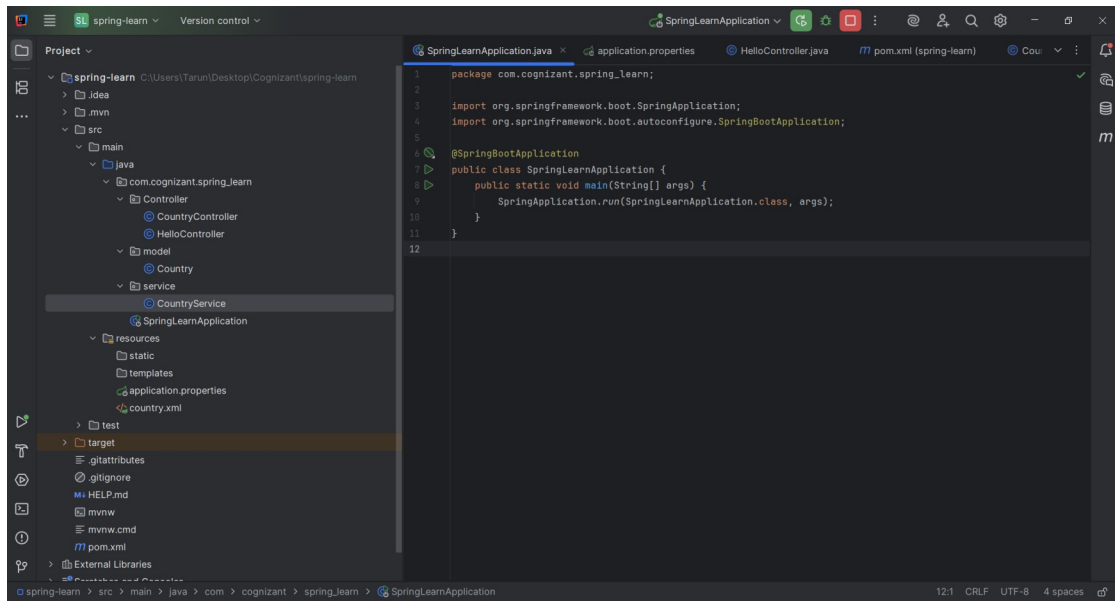 SL spring-learn Version control SpringLearnApplication
Project
SpringLearnApplication.java application.properties HelloController.java pom.xml (spring-learn) Cou
spring-learn C:\Users\Tarun\Desktop\Cognizant\spring-learn
.idea
.mvn
src
main
java
com.cognizant.spring_learn
Controller
CountryController
HelloController
model
Country
service
CountryService
SpringLearnApplication
resources
static
templates
application.properties
country.xml
test
target
.gitattributes
.gitignore
HELP.md
mvnw
mvnw.cmd
pom.xml
External Libraries
Scratches and Consoles
1 package com.cognizant.spring_learn;
2
3 import org.springframework.boot.SpringApplication;
4 import org.springframework.boot.autoconfigure.SpringBootApplication;
5
6 @SpringBootApplication
7 public class SpringLearnApplication {
8 public static void main(String[] args) {
9 SpringApplication.run(SpringLearnApplication.class, args);
10 }
11 }
12
spring-learn > src > main > java > com > cognizant > spring_learn > SpringLearnApplication 12:1 CRLF UTF-8 4 spaces